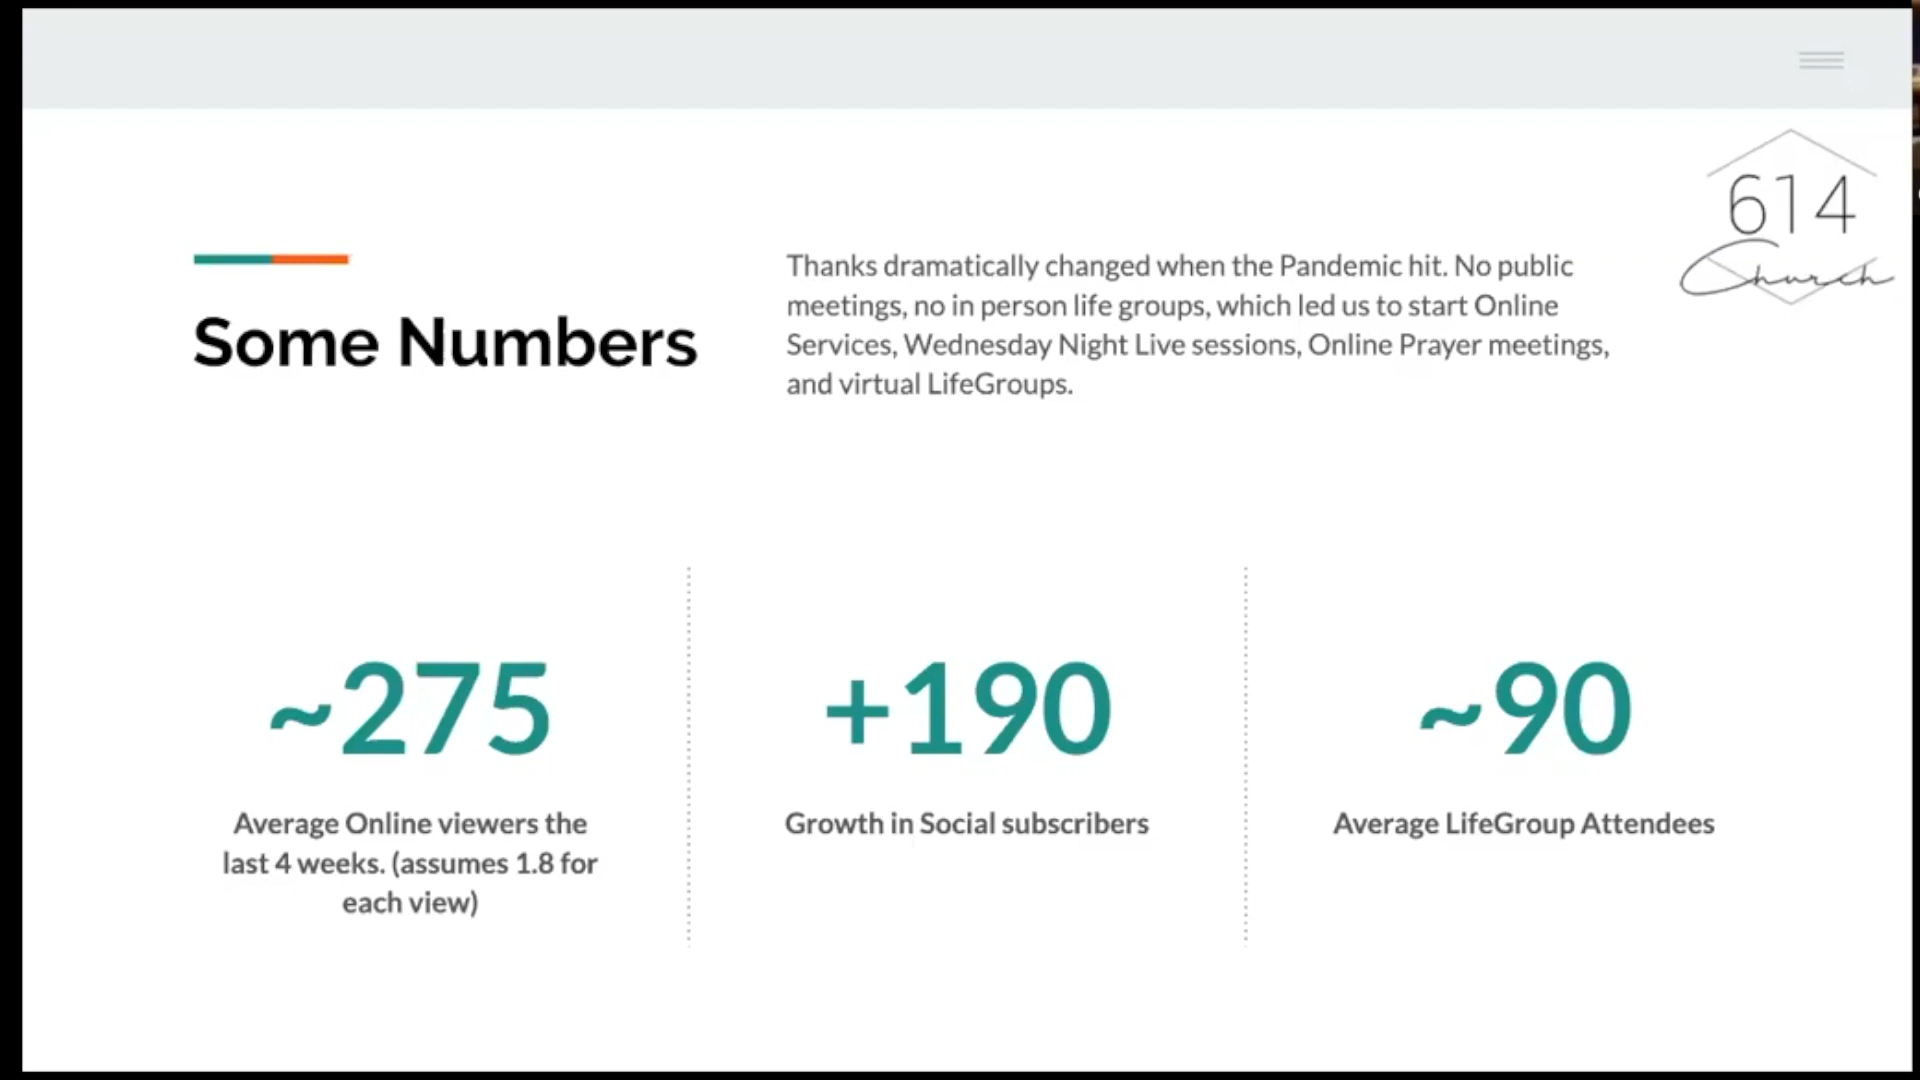 614
Church
Some Numbers
Thanks dramatically changed when the Pandemic hit. No public
meetings, no in person life groups, which led us to start Online
Services, Wednesday Night Live sessions, Online Prayer meetings,
and virtual LifeGroups.
~275
Average Online viewers the
last 4 weeks. (assumes 1.8 for
each view)
+190
Growth in Social subscribers
~90
Average LifeGroup Attendees